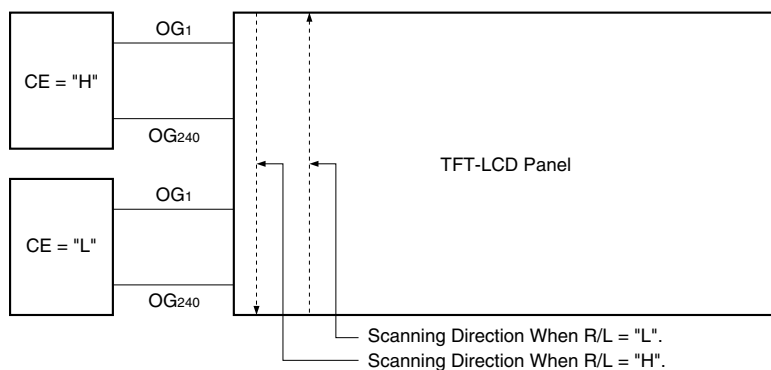 OG1
CE = "H"
OG240
TFT-LCD Panel
OG1
CE = "L"
OG240
Scanning Direction When R/L = "L".
Scanning Direction When R/L = "H".